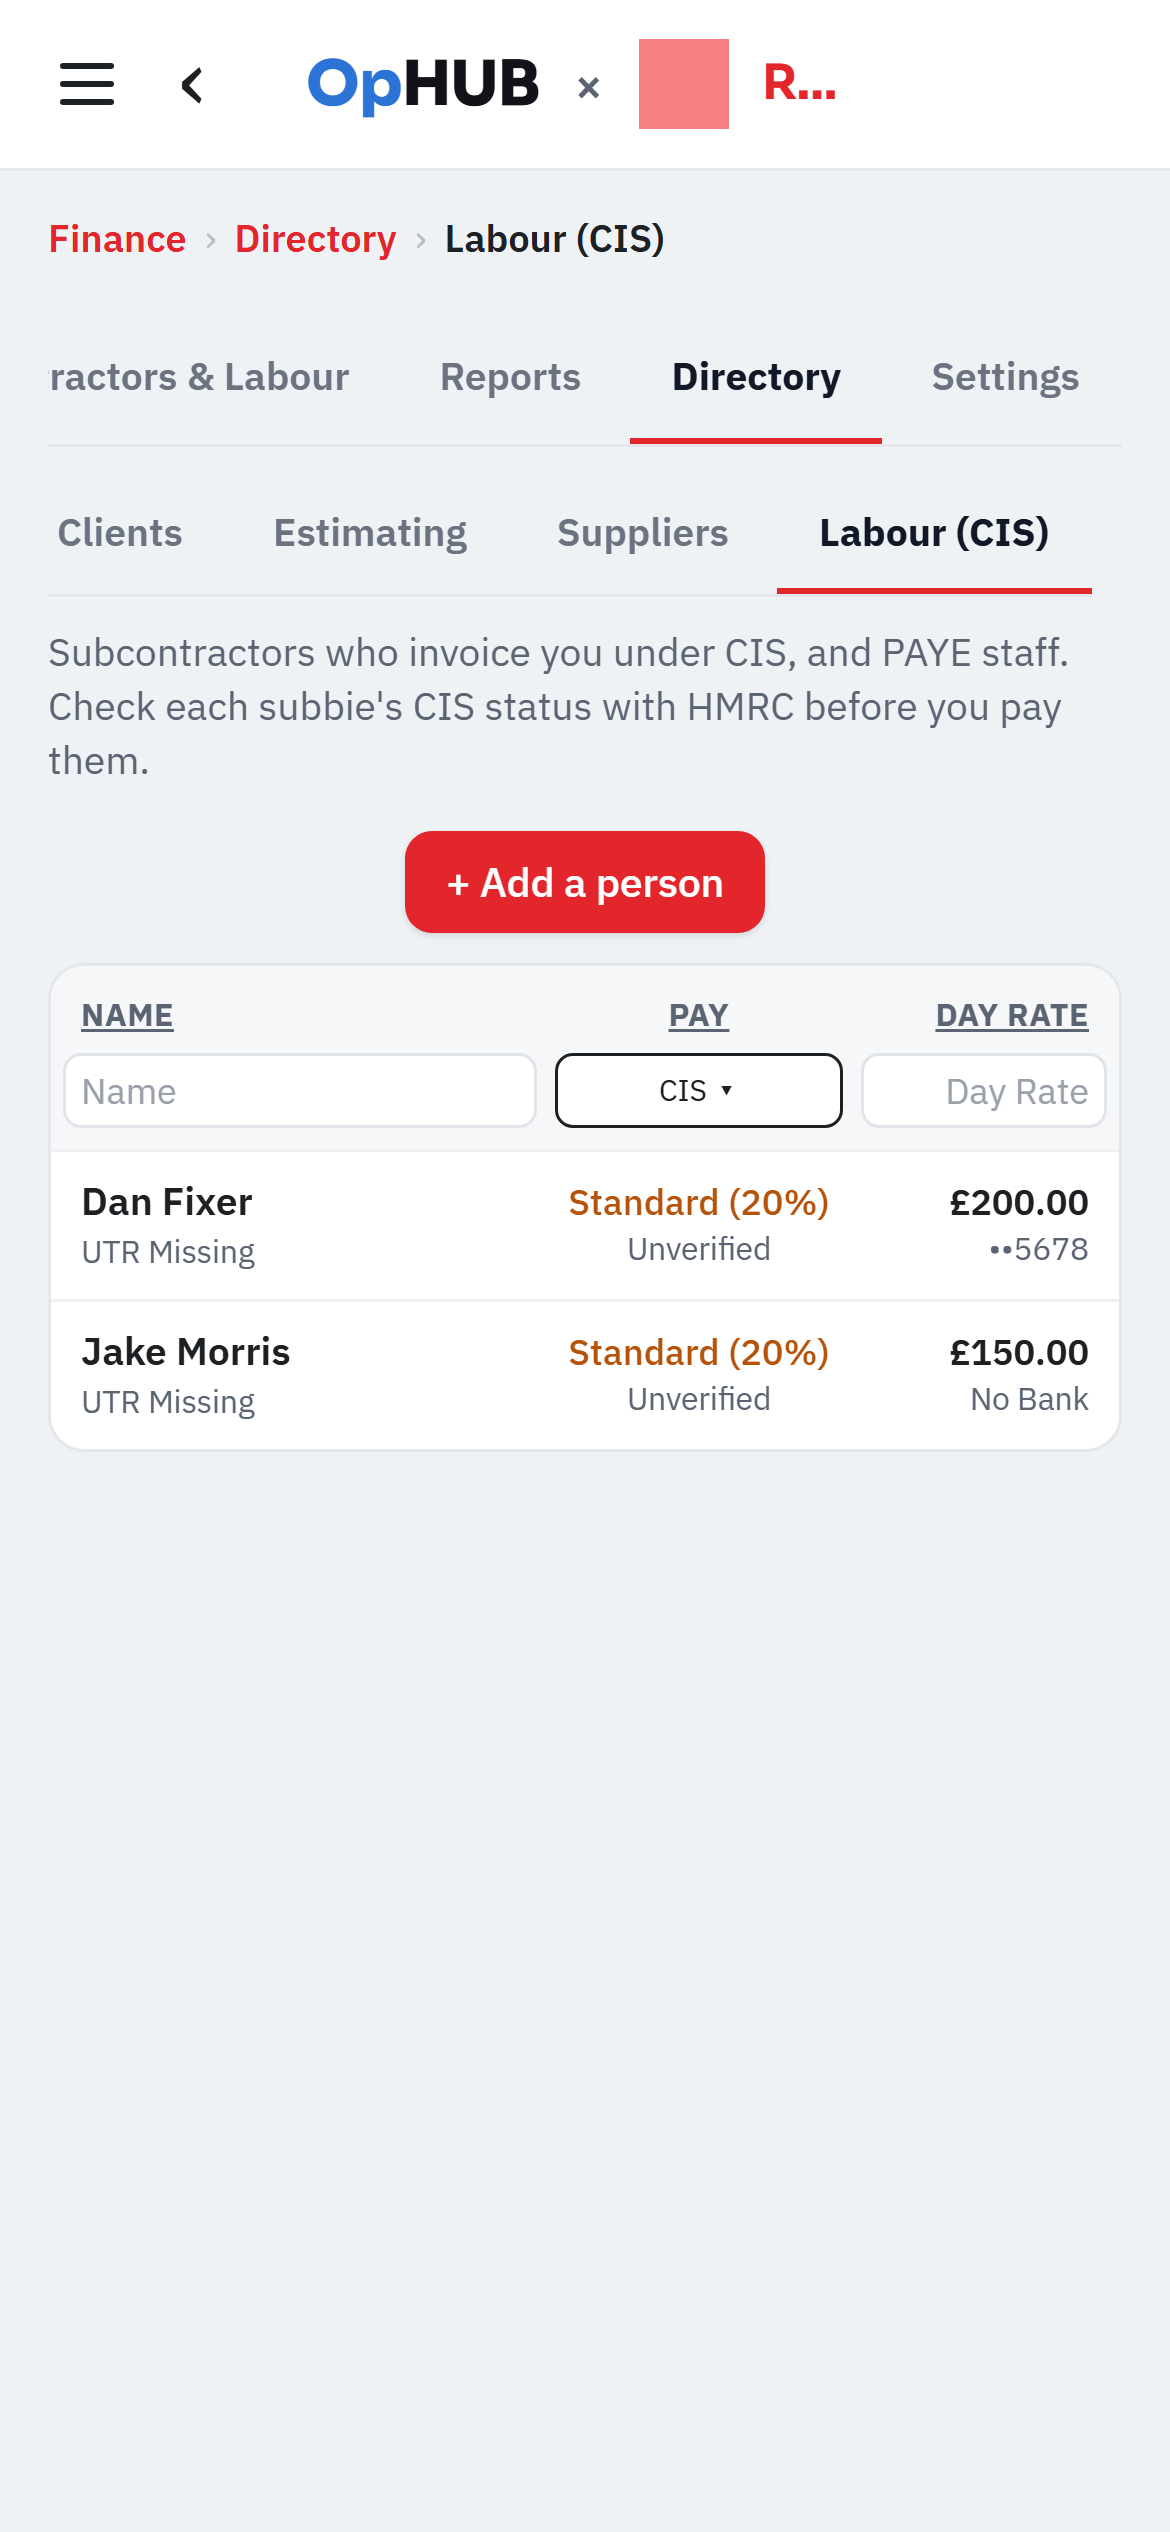 OpHUB × R...
Finance › Directory › Labour (CIS)
ractors & Labour Reports Directory Settings
Clients Estimating Suppliers Labour (CIS)
Subcontractors who invoice you under CIS, and PAYE staff.
Check each subbie's CIS status with HMRC before you pay
them.
+ Add a person
NAME PAY DAY RATE
Name CIS ▼ Day Rate
Dan Fixer Standard (20%) £200.00
UTR Missing Unverified ••5678
Jake Morris Standard (20%) £150.00
UTR Missing Unverified No Bank